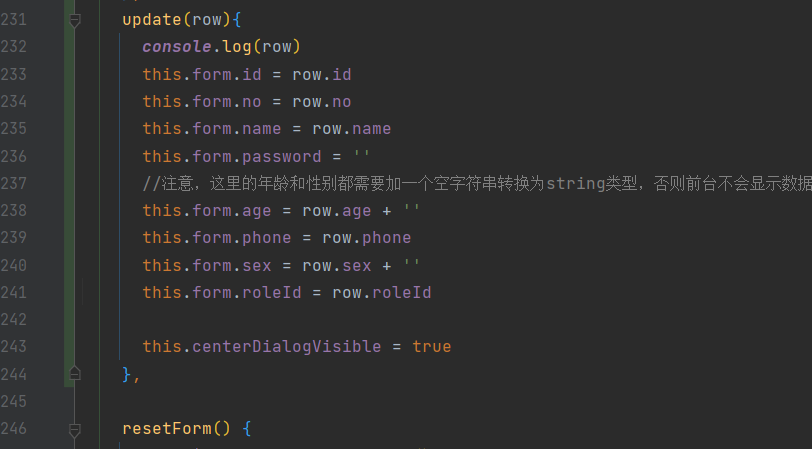 231 update(row){
232 console.log(row)
233 this.form.id = row.id
234 this.form.no = row.no
235 this.form.name = row.name
236 this.form.password = ''
237 //注意，这里的年龄和性别都需要加一个空字符串转换为string类型，否则前台不会显示数据
238 this.form.age = row.age + ''
239 this.form.phone = row.phone
240 this.form.sex = row.sex + ''
241 this.form.roleId = row.roleId
242
243 this.centerDialogVisible = true
244 },
245
246 resetForm() {